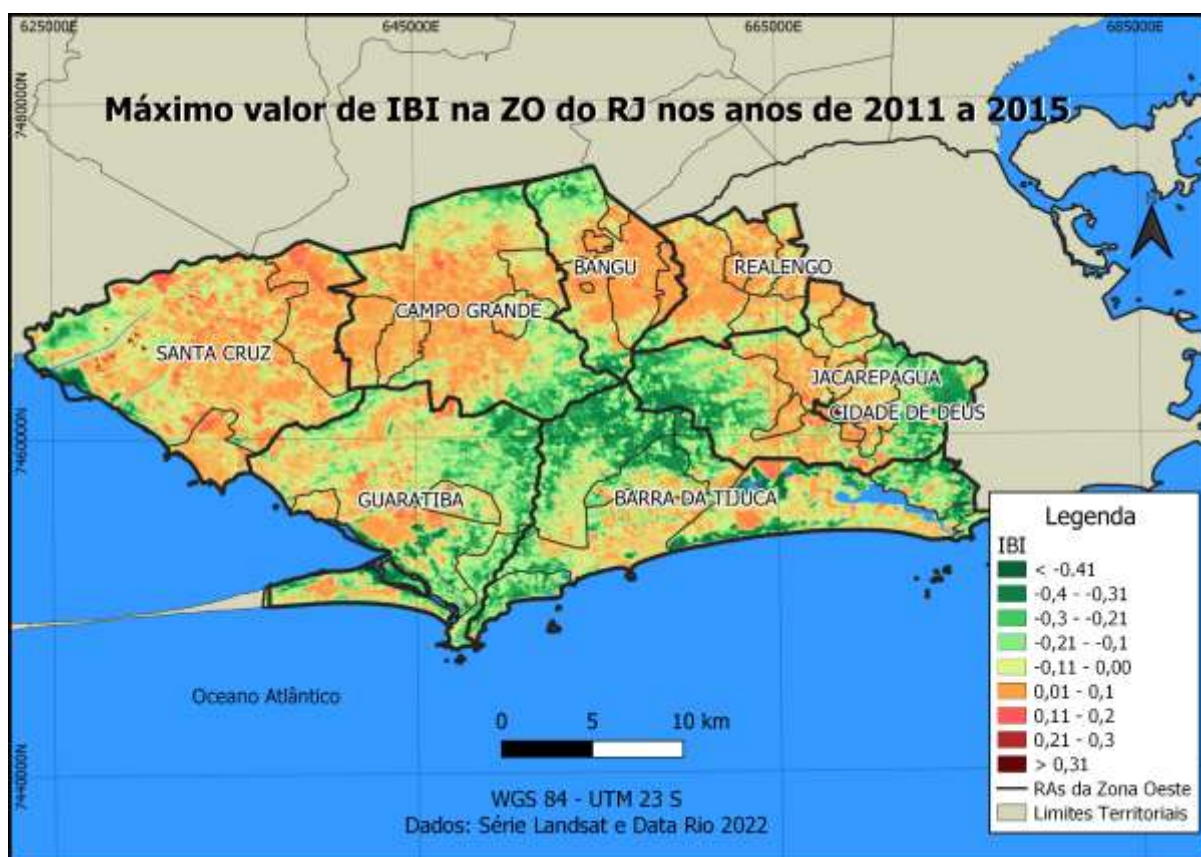 625000E
645000E
665000E
685000E
7480000N
Máximo valor de IBI na ZO do RJ nos anos de 2011 a 2015
N
BANGU
REALENGO
CAMPO GRANDE
SANTA CRUZ
JACAREPAGUA
CIDADE DE DEUS
7460000N
GUARATIBA
BARRA DA TIJUCA
Legenda
IBI
< -0.41
-0,4 - -0,31
-0,3 - -0,21
-0,21 - -0,1
-0,11 - 0,00
0,01 - 0,1
0,11 - 0,2
0,21 - 0,3
> 0,31
RAs da Zona Oeste
Limites Territoriais
Oceano Atlântico
0 5 10 km
7440000N
WGS 84 - UTM 23 S
Dados: Série Landsat e Data Rio 2022